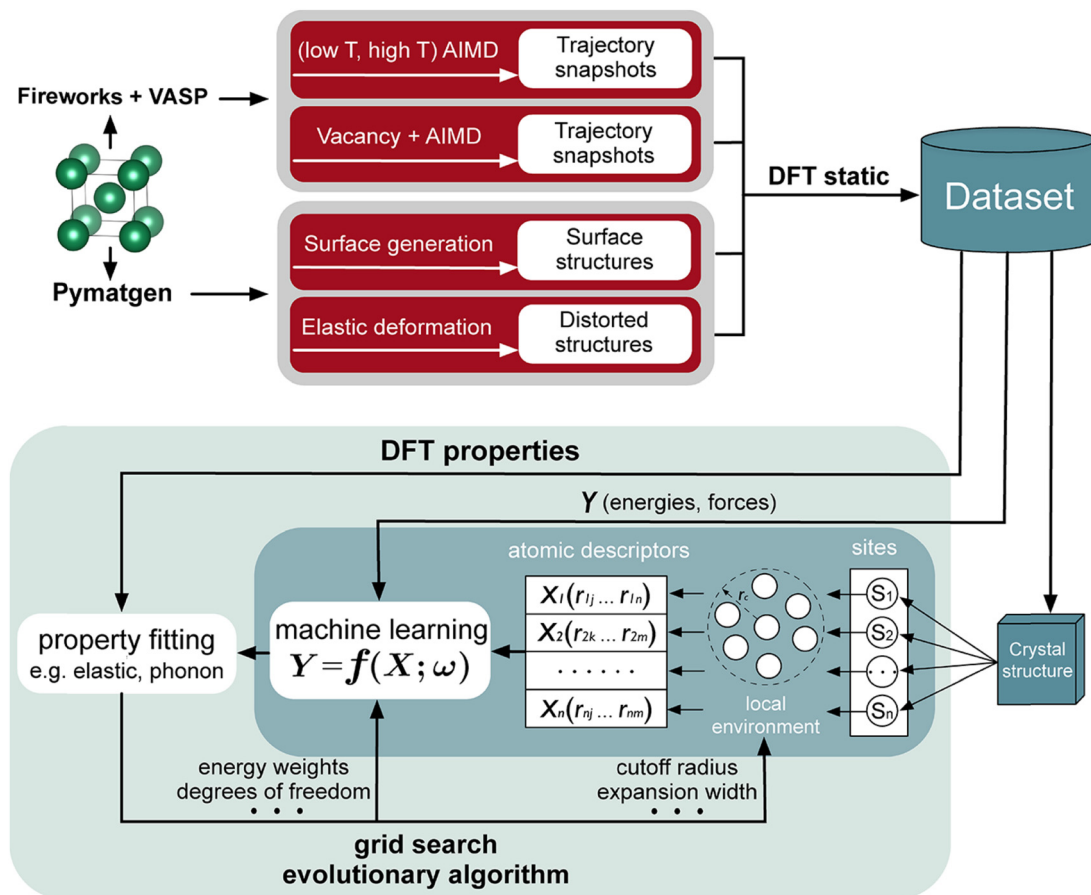 (low T, high T) AIMD
Trajectory
snapshots
Fireworks + VASP
Vacancy + AIMD
Trajectory
snapshots
DFT static
Dataset
Surface generation
Surface
structures
Pymatgen
Elastic deformation
Distorted
structures
DFT properties
Y (energies, forces)
atomic descriptors
sites
property fitting
e.g. elastic, phonon
machine learning
Y = f(X; ω)
X1(r1j ... r1n)
X2(r2k ... r2m)
. . . . . .
Xn(rnj ... rnm)
rc
local
environment
S1
S2
...
Sn
Crystal
structure
energy weights
degrees of freedom
• • •
cutoff radius
expansion width
• • •
grid search
evolutionary algorithm